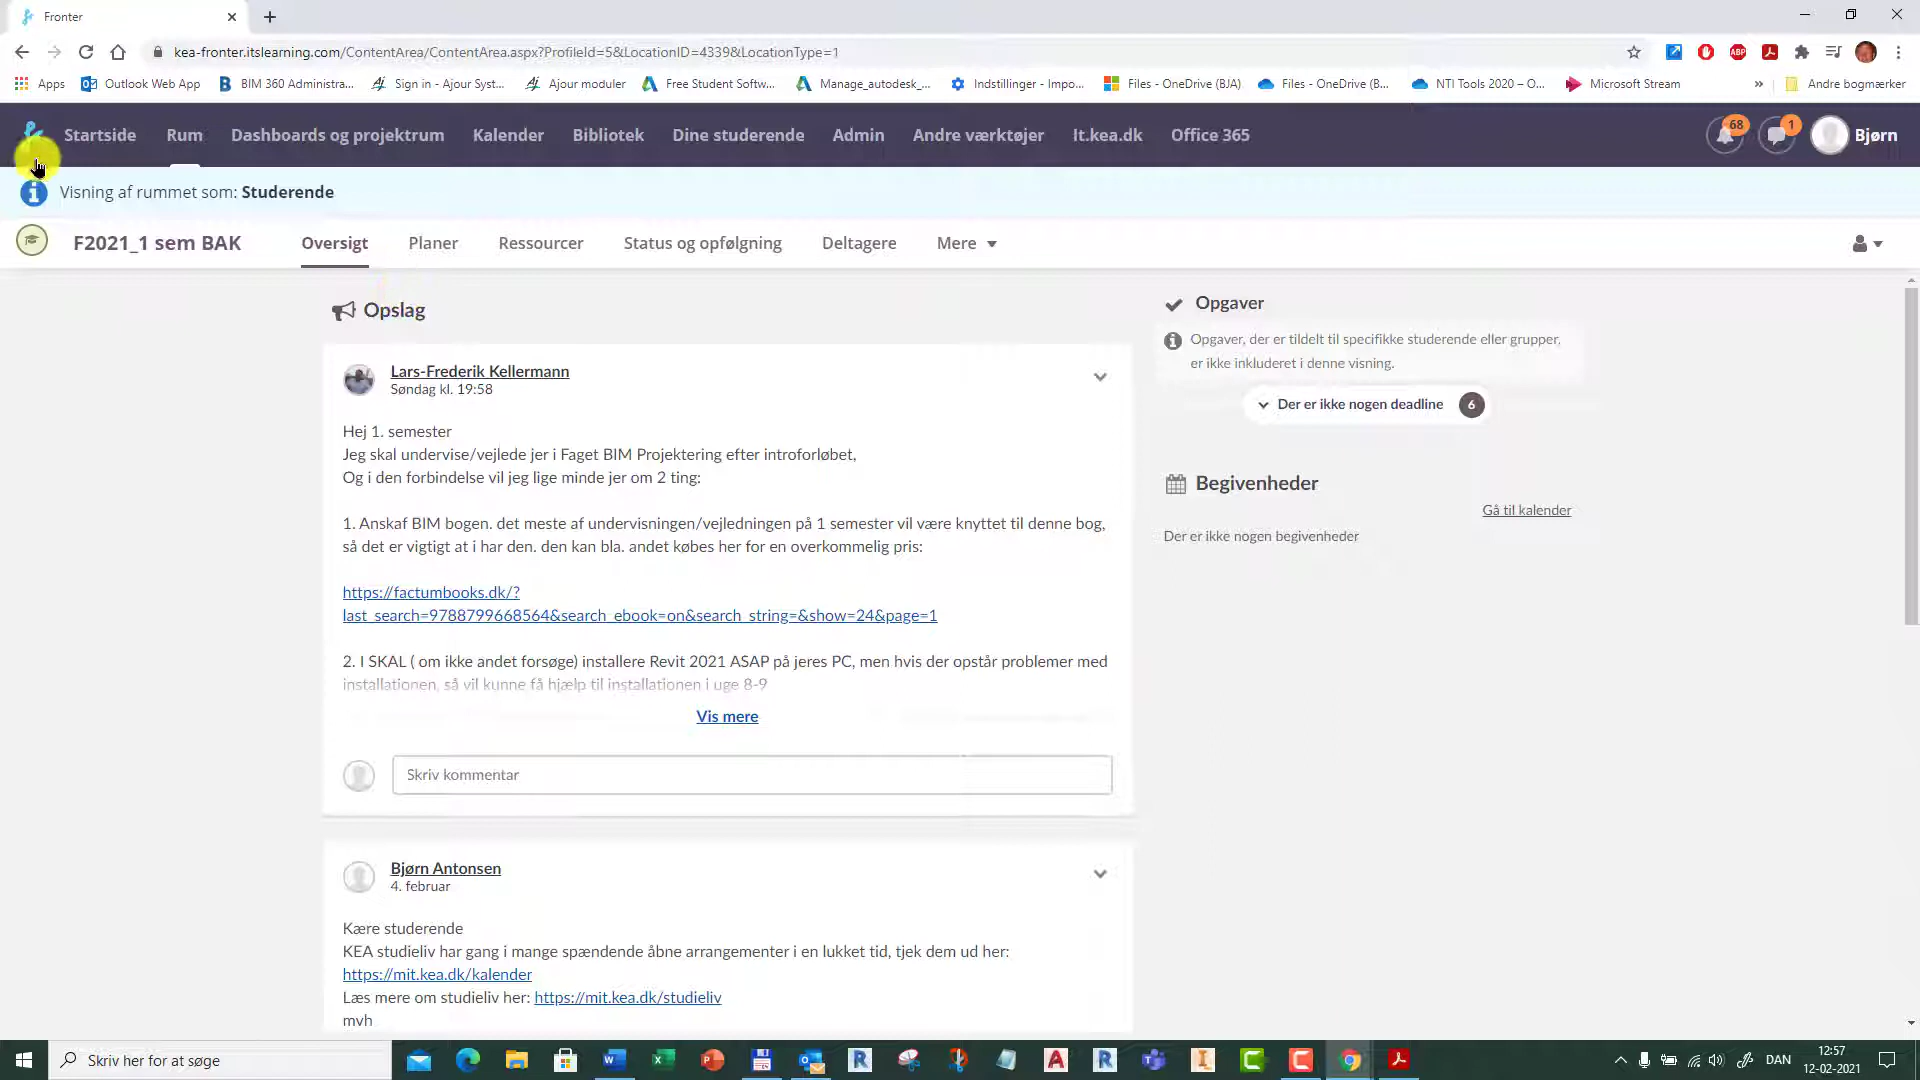 Fronter
kea-fronter.itslearning.com/ContentArea/ContentArea.aspx?ProfileId=5&LocationID=4339&LocationType=1
Apps Outlook Web App BIM 360 Administra... Sign in - Ajour Syst... Ajour moduler Free Student Softw... Manage_autodesk_... Indstillinger - Impo... Files - OneDrive (BJA) Files - OneDrive (B... NTI Tools 2020 – O... Microsoft Stream » Andre bogmærker
Startside Rum Dashboards og projektrum Kalender Bibliotek Dine studerende Admin Andre værktøjer It.kea.dk Office 365 68 1 Bjørn
Visning af rummet som: Studerende
F2021_1 sem BAK Oversigt Planer Ressourcer Status og opfølgning Deltagere Mere
Opslag
Lars-Frederik Kellermann
Søndag kl. 19:58
Hej 1. semester
Jeg skal undervise/vejlede jer i Faget BIM Projektering efter introforløbet,
Og i den forbindelse vil jeg lige minde jer om 2 ting:
1. Anskaf BIM bogen. det meste af undervisningen/vejledningen på 1 semester vil være knyttet til denne bog,
så det er vigtigt at i har den. den kan bla. andet købes her for en overkommelig pris:
https://factumbooks.dk/?
last_search=9788799668564&search_ebook=on&search_string=&show=24&page=1
2. I SKAL ( om ikke andet forsøge) installere Revit 2021 ASAP på jeres PC, men hvis der opstår problemer med
installationen, så vil kunne få hjælp til installationen i uge 8-9
Vis mere
Skriv kommentar
Bjørn Antonsen
4. februar
Kære studerende
KEA studieliv har gang i mange spændende åbne arrangementer i en lukket tid, tjek dem ud her:
https://mit.kea.dk/kalender
Læs mere om studieliv her: https://mit.kea.dk/studieliv
mvh
Opgaver
Opgaver, der er tildelt til specifikke studerende eller grupper,
er ikke inkluderet i denne visning.
Der er ikke nogen deadline 6
Begivenheder
Gå til kalender
Der er ikke nogen begivenheder
Skriv her for at søge
DAN
12:57
12-02-2021